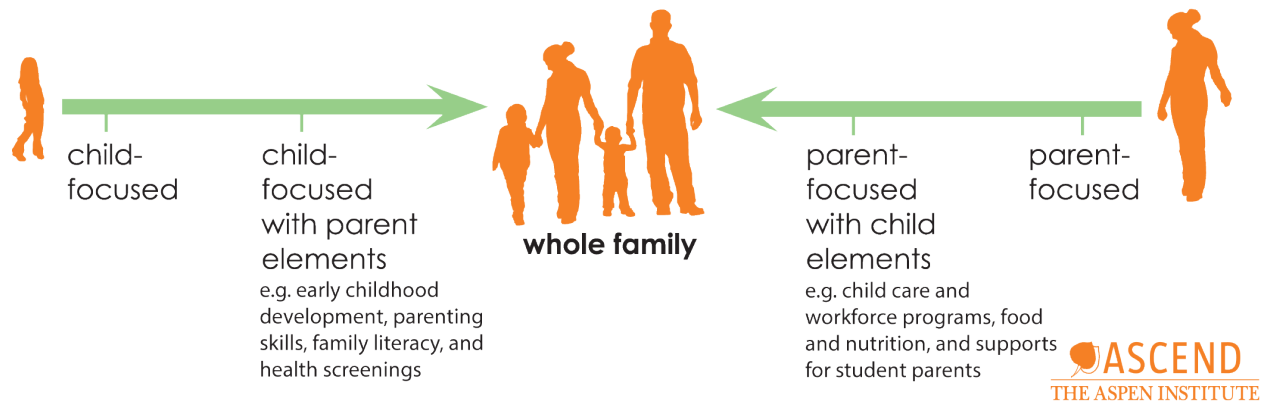 child-
focused
child-
focused
with parent
elements
e.g. early childhood
development, parenting
skills, family literacy, and
health screenings
whole family
parent-
focused
with child
elements
e.g. child care and
workforce programs, food
and nutrition, and supports
for student parents
parent-
focused
ASCEND
THE ASPEN INSTITUTE